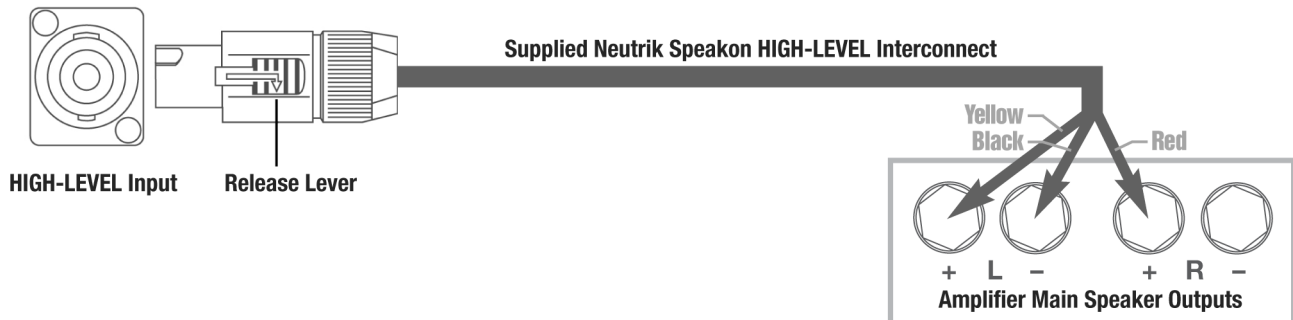 Supplied Neutrik Speakon HIGH-LEVEL Interconnect
Yellow
Black
Red
HIGH-LEVEL Input
Release Lever
+ L − + R −
Amplifier Main Speaker Outputs